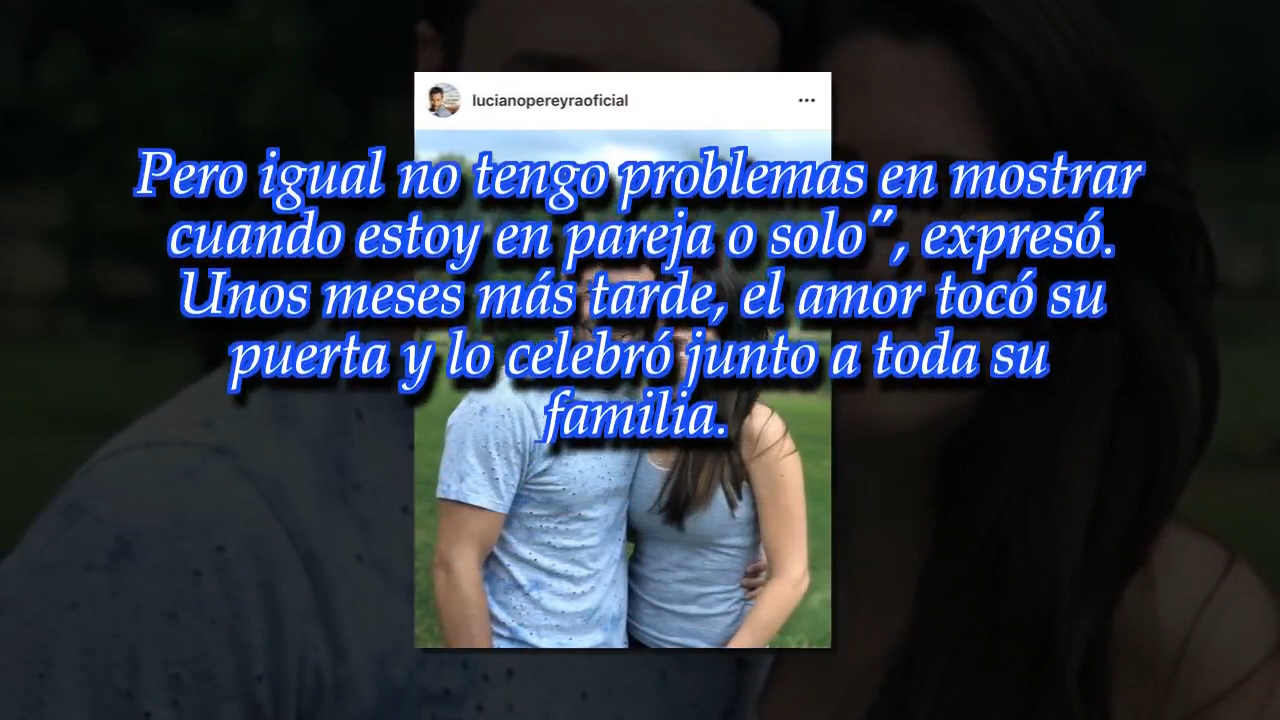 lucianopereyraoficial
Pero igual no tengo problemas en mostrar
cuando estoy en pareja o solo”, expresó.
Unos meses más tarde, el amor tocó su
puerta y lo celebró junto a toda su
familia.